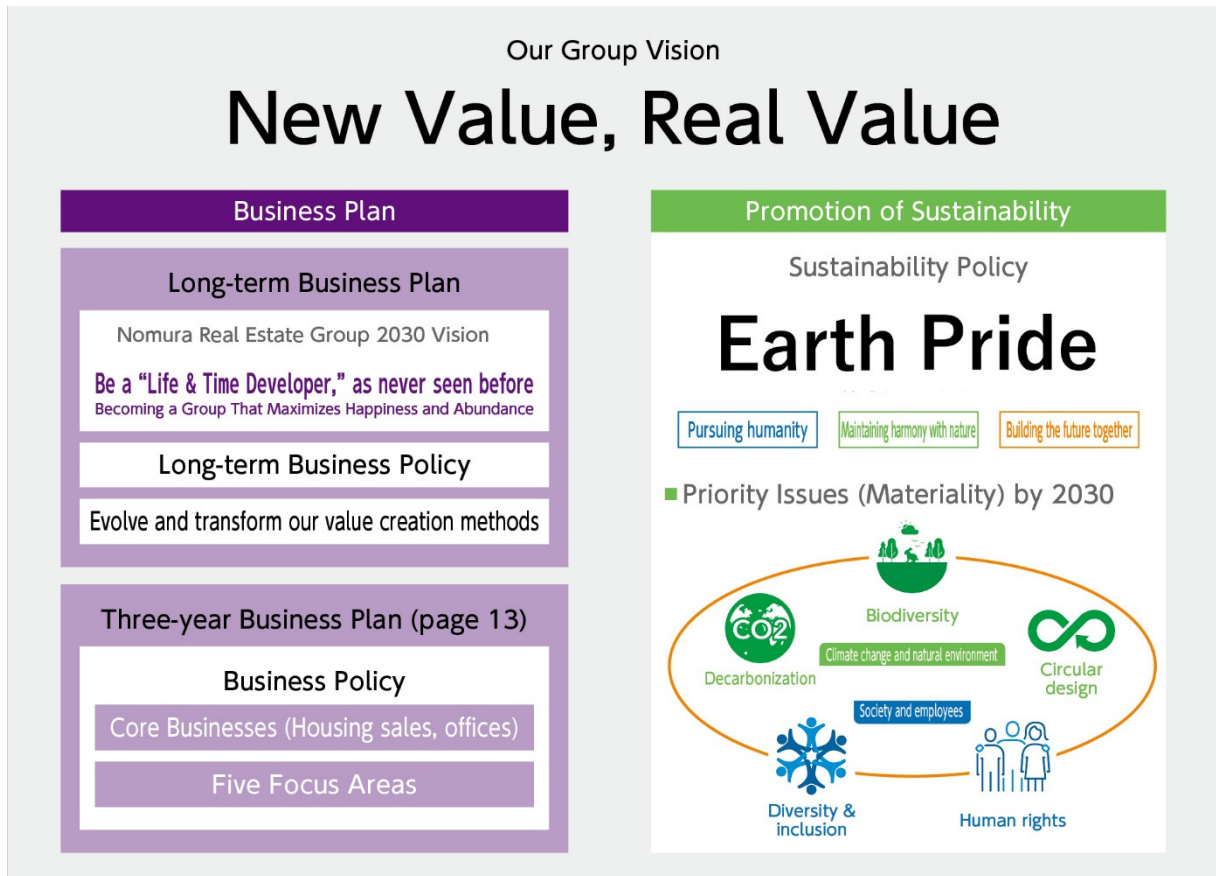 Our Group Vision
New Value, Real Value
Business Plan
Long-term Business Plan
Nomura Real Estate Group 2030 Vision
Be a “Life & Time Developer,” as never seen before
Becoming a Group That Maximizes Happiness and Abundance
Long-term Business Policy
Evolve and transform our value creation methods
Three-year Business Plan (page 13)
Business Policy
Core Businesses (Housing sales, offices)
Five Focus Areas
Promotion of Sustainability
Sustainability Policy
Earth Pride
Pursuing humanity
Maintaining harmony with nature
Building the future together
Priority Issues (Materiality) by 2030
Biodiversity
CO2
Decarbonization
Climate change and natural environment
Circular
design
Society and employees
Diversity &
inclusion
Human rights